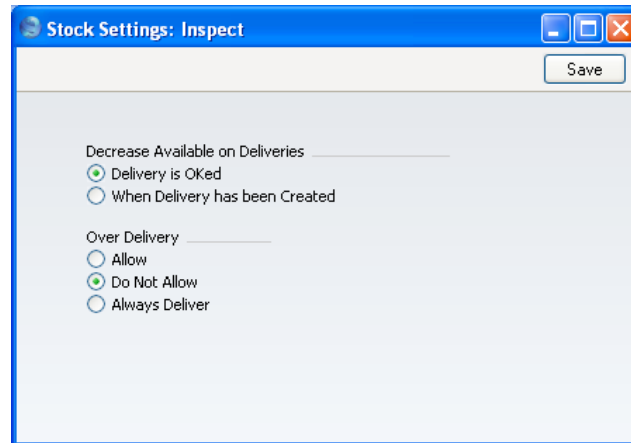 Stock Settings: Inspect
Save
Decrease Available on Deliveries
Delivery is OKed
When Delivery has been Created
Over Delivery
Allow
Do Not Allow
Always Deliver